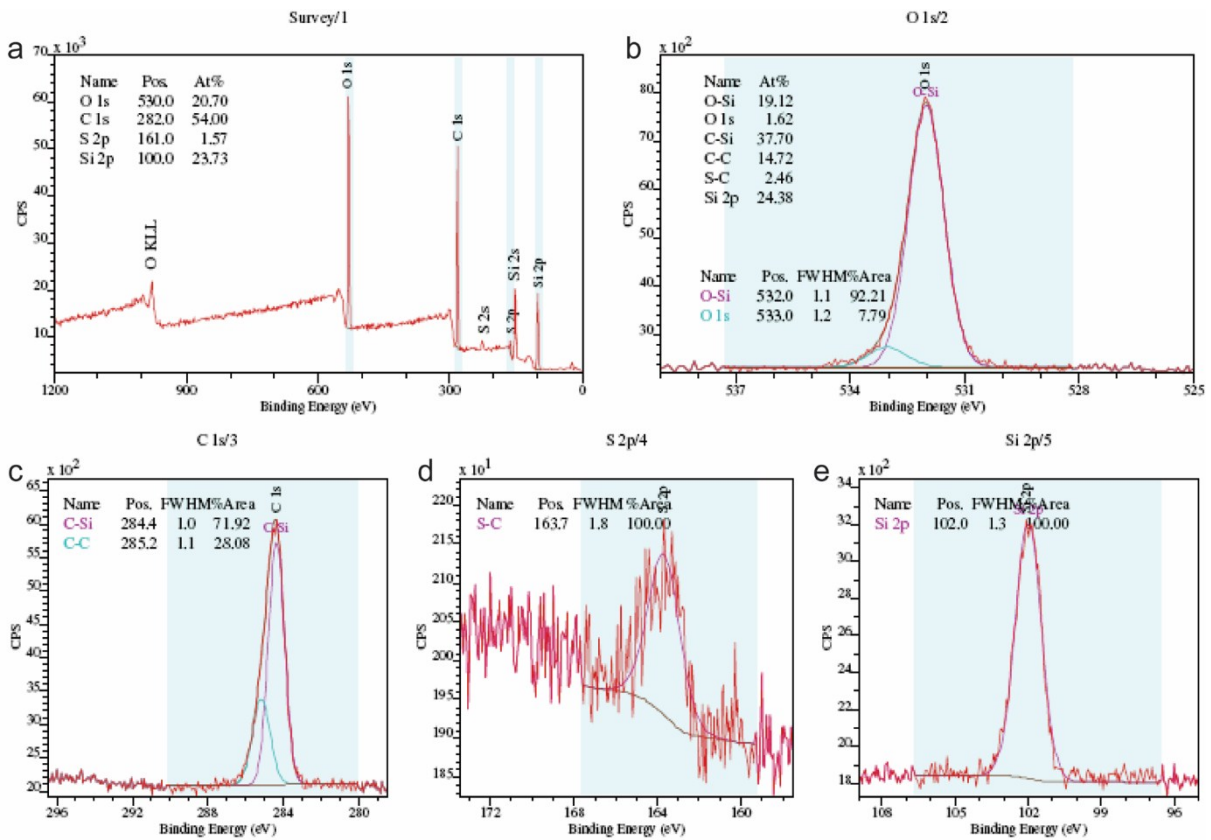 Survey/1
a
x 10³
70
60
50
40
30
20
10
CPS
Name Pos. At%
O 1s 530.0 20.70
C 1s 282.0 54.00
S 2p 161.0 1.57
Si 2p 100.0 23.73
O KLL
O 1s
C 1s
S 2s
S 2p
Si 2s
Si 2p
1200 900 600 300 0
Binding Energy (eV)
O 1s/2
b
x 10²
80
70
60
50
40
30
CPS
Name At%
O-Si 19.12
O 1s 1.62
C-Si 37.70
C-C 14.72
S-C 2.46
Si 2p 24.38
Name Pos. FWHM %Area
O-Si 532.0 1.1 92.21
O 1s 533.0 1.2 7.79
O 1s
O-Si
537 534 531 528 525
Binding Energy (eV)
C 1s/3
c
x 10²
65
60
55
50
45
40
35
30
25
20
CPS
Name Pos. FWHM %Area
C-Si 284.4 1.0 71.92
C-C 285.2 1.1 28.08
C 1s
C-Si
296 292 288 284 280
Binding Energy (eV)
S 2p/4
d
x 10¹
220
215
210
205
200
195
190
185
CPS
Name Pos. FWHM %Area
S-C 163.7 1.8 100.00
S 2p
172 168 164 160
Binding Energy (eV)
Si 2p/5
e
x 10²
34
32
30
28
26
24
22
20
18
CPS
Name Pos. FWHM %Area
Si 2p 102.0 1.3 100.00
Si 2p
Si 2p
108 105 102 99 96
Binding Energy (eV)